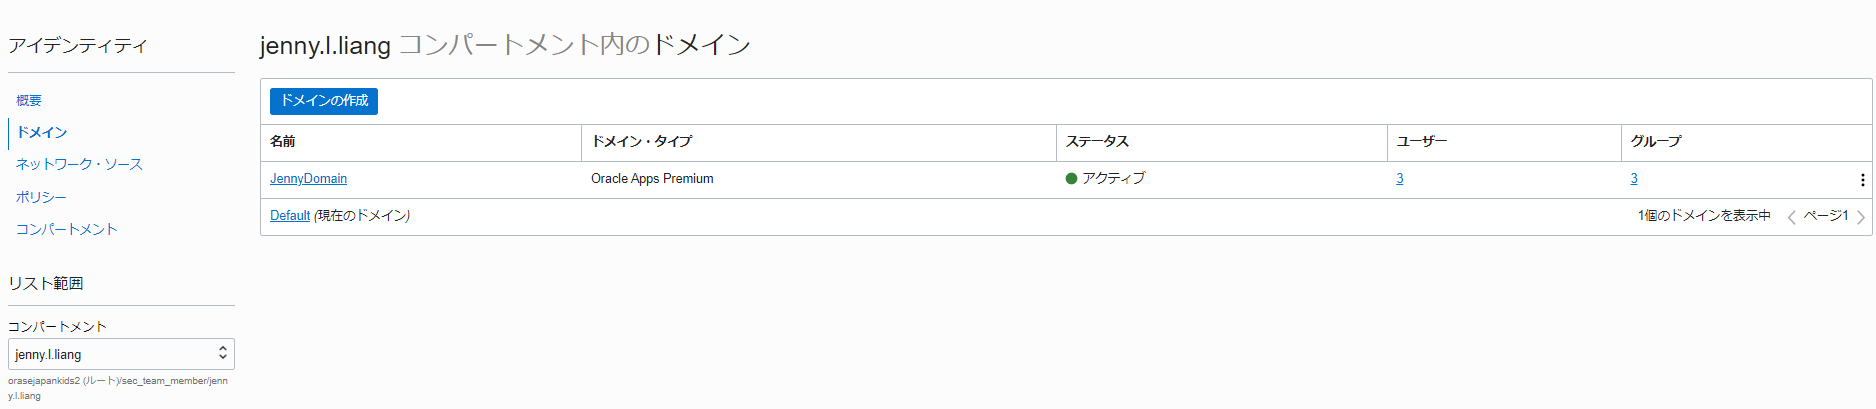 アイデンティティ
概要
ドメイン
ネットワーク・ソース
ポリシー
コンパートメント
リスト範囲
コンパートメント
jenny.l.liang
orasejapankids2 (ルート)/sec_team_member/jenn
y.l.liang
jenny.l.liang コンパートメント内のドメイン
ドメインの作成
名前 ドメイン・タイプ ステータス ユーザー グループ
JennyDomain Oracle Apps Premium アクティブ 3 3
Default (現在のドメイン) 1個のドメインを表示中 ページ1